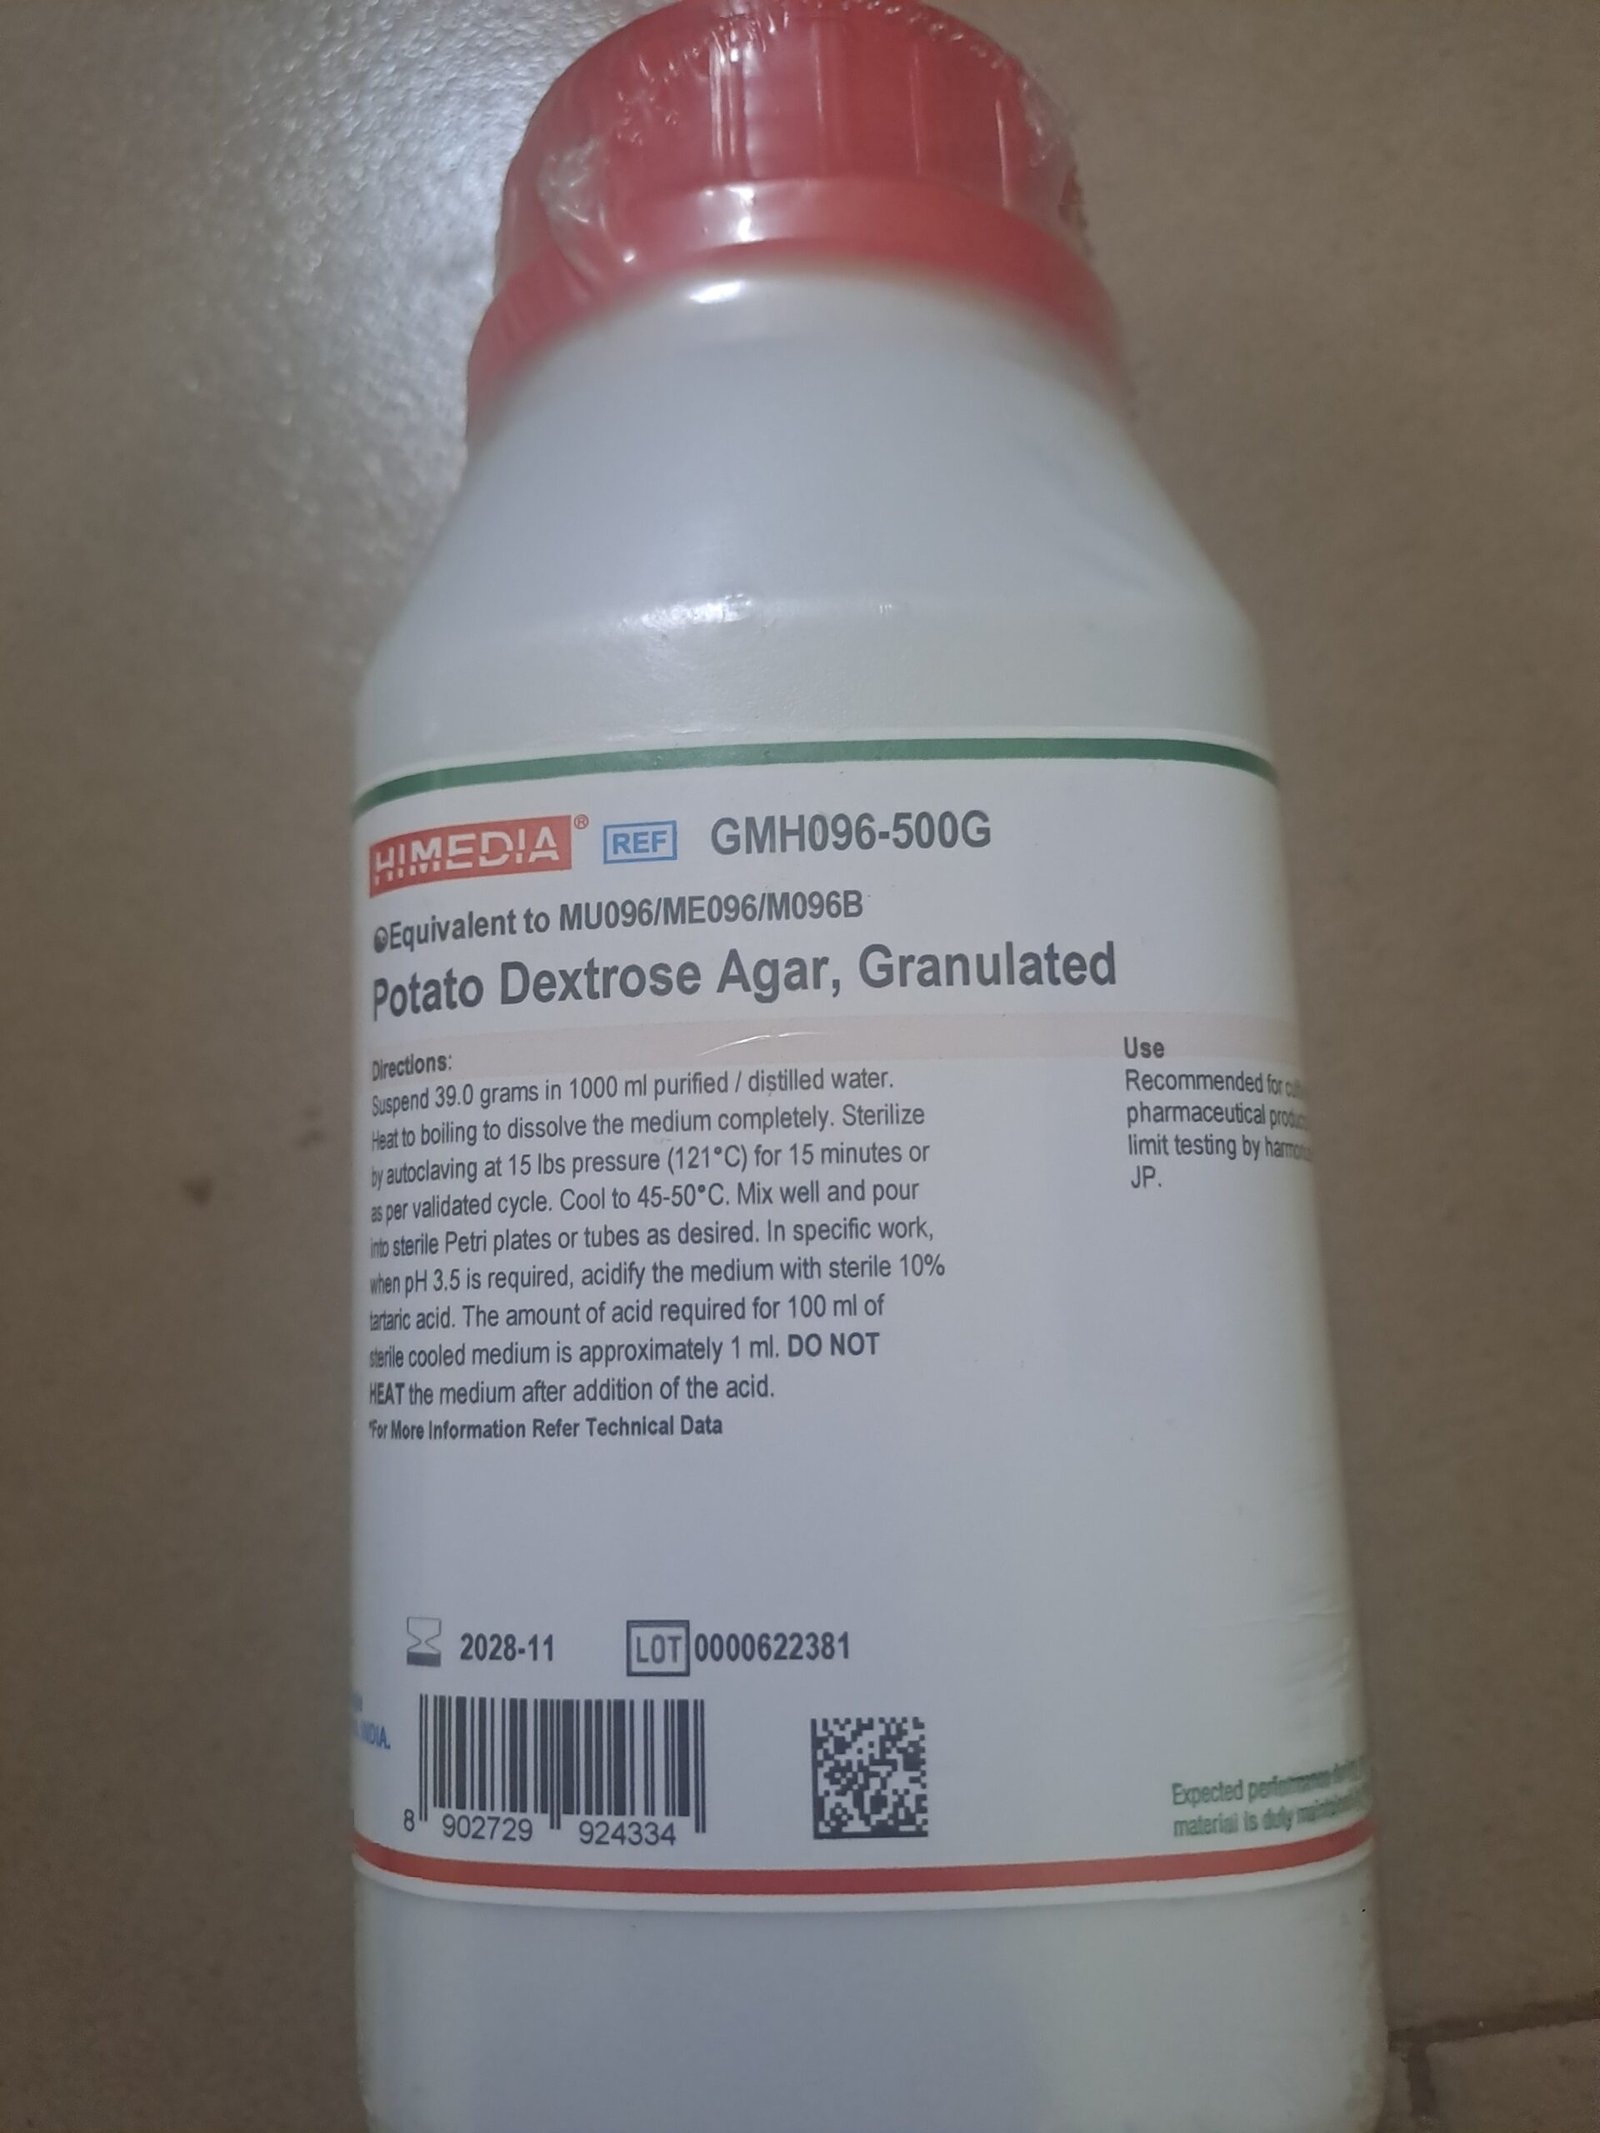 HIMEDIA®
REF GMH096-500G
Equivalent to MU096/ME096/M096B
Potato Dextrose Agar, Granulated
Directions:
Suspend 39.0 grams in 1000 ml purified / distilled water.
Heat to boiling to dissolve the medium completely. Sterilize
by autoclaving at 15 lbs pressure (121°C) for 15 minutes or
as per validated cycle. Cool to 45-50°C. Mix well and pour
into sterile Petri plates or tubes as desired. In specific work,
when pH 3.5 is required, acidify the medium with sterile 10%
tartaric acid. The amount of acid required for 100 ml of
sterile cooled medium is approximately 1 ml. DO NOT
HEAT the medium after addition of the acid.
*For More Information Refer Technical Data
Use
Recommended for
pharmaceutical
limit testing by
JP.
2028-11
LOT 0000622381
INDIA.
8 902729 924334
Expected performance
material is duly